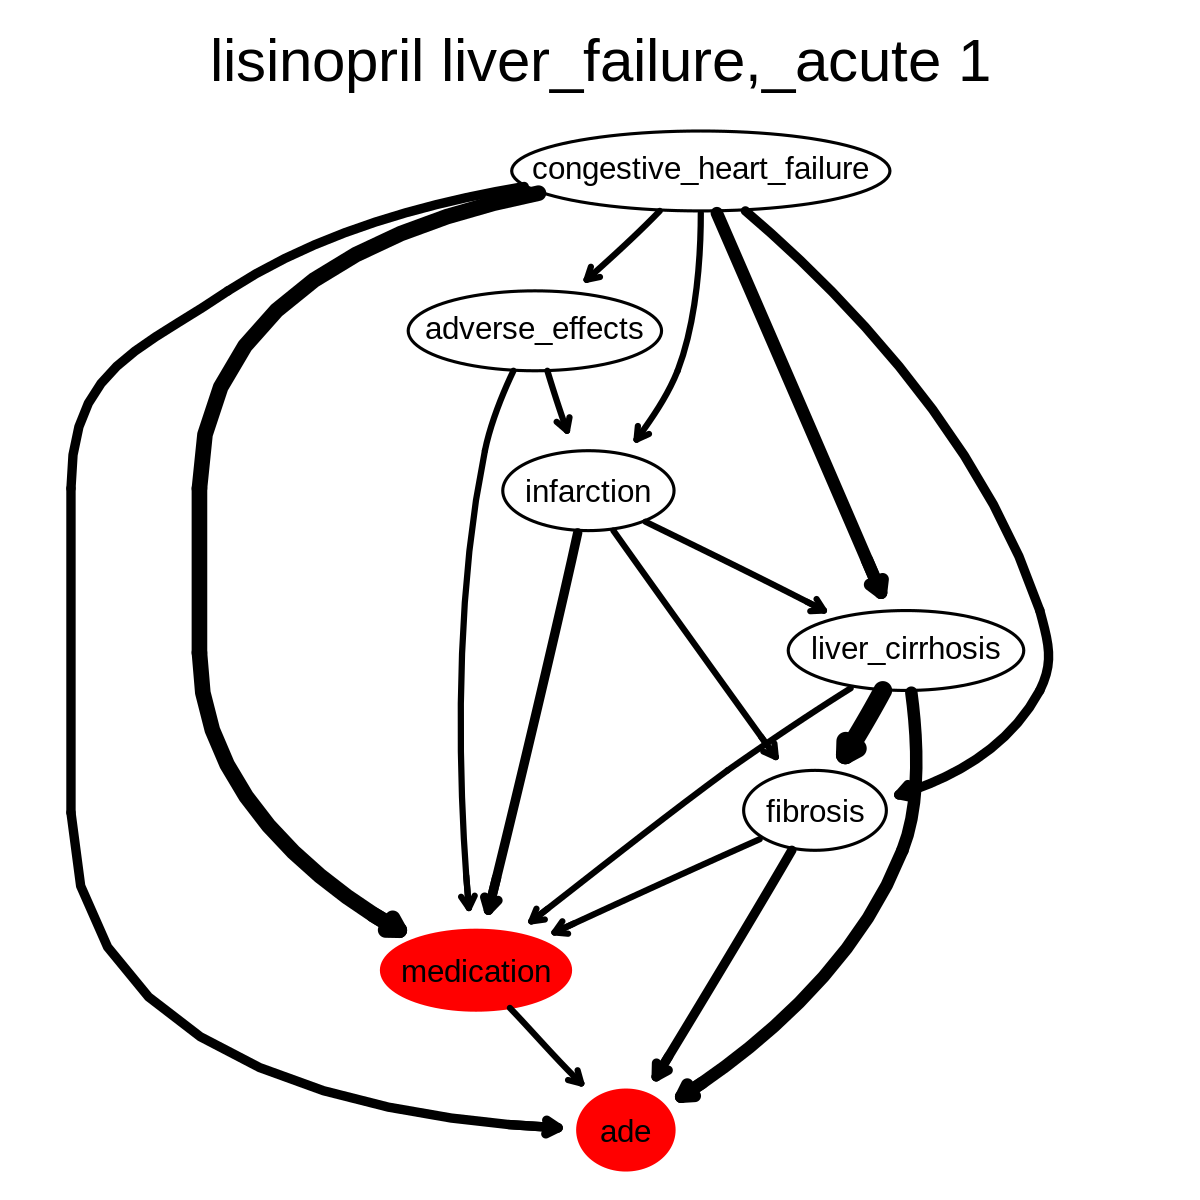 lisinopril liver_failure,_acute 1
congestive_heart_failure
adverse_effects
infarction
liver_cirrhosis
fibrosis
medication
ade